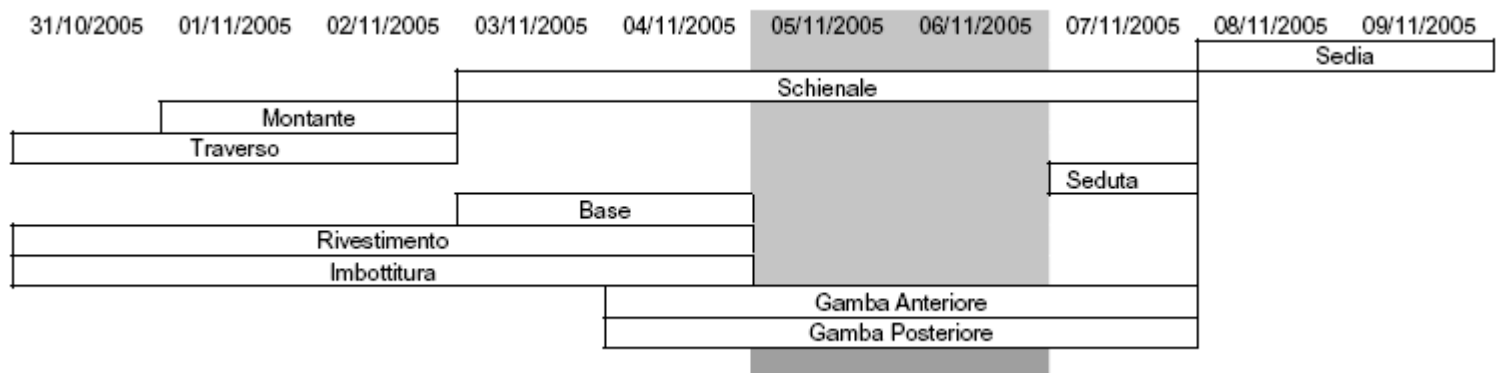 31/10/2005 01/11/2005 02/11/2005 03/11/2005 04/11/2005 05/11/2005 06/11/2005 07/11/2005 08/11/2005 09/11/2005
Sedia
Schienale
Montante
Traverso
Seduta
Base
Rivestimento
Imbottitura
Gamba Anteriore
Gamba Posteriore